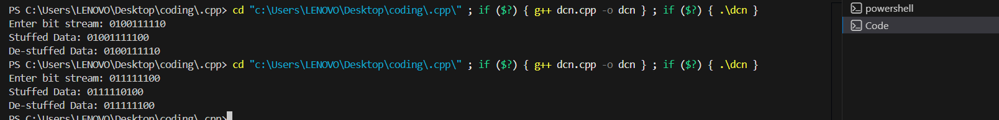 PS C:\Users\LENOVO\Desktop\coding\.cpp> cd "c:\Users\LENOVO\Desktop\coding\.cpp\" ; if ($?) { g++ dcn.cpp -o dcn } ; if ($?) { .\dcn }
Enter bit stream: 0100111110
Stuffed Data: 01001111100
De-stuffed Data: 0100111110
PS C:\Users\LENOVO\Desktop\coding\.cpp> cd "c:\Users\LENOVO\Desktop\coding\.cpp\" ; if ($?) { g++ dcn.cpp -o dcn } ; if ($?) { .\dcn }
Enter bit stream: 011111100
Stuffed Data: 0111110100
De-stuffed Data: 011111100
PS C:\Users\LENOVO\Desktop\coding\.cpp>
powershell
Code